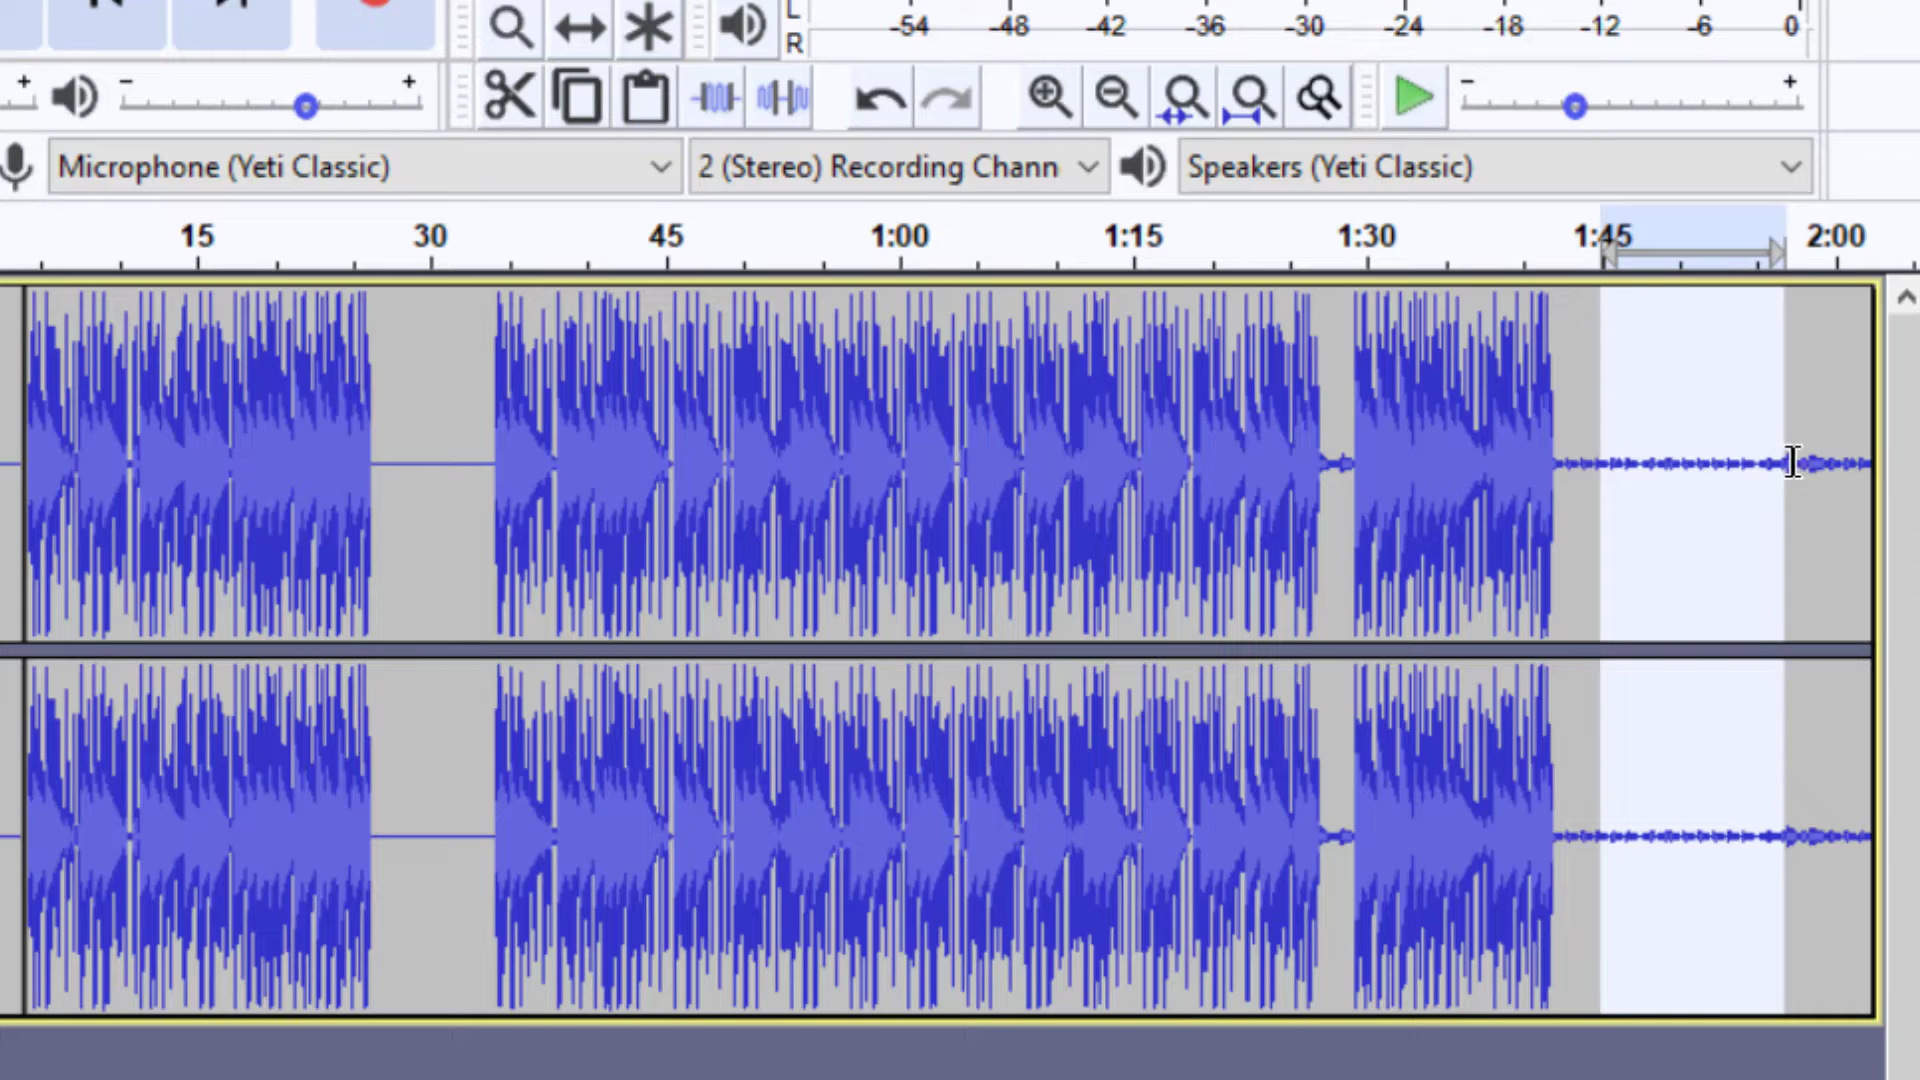 L
R
-54 -48 -42 -36 -30 -24 -18 -12 -6 0
+ - + - +
Microphone (Yeti Classic) 2 (Stereo) Recording Chann Speakers (Yeti Classic)
15 30 45 1:00 1:15 1:30 1:45 2:00